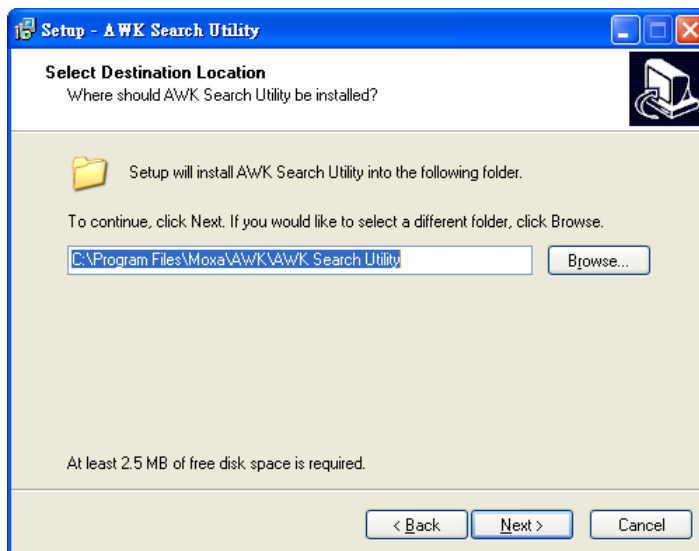 Setup - AWK Search Utility
Select Destination Location
Where should AWK Search Utility be installed?
Setup will install AWK Search Utility into the following folder.
To continue, click Next. If you would like to select a different folder, click Browse.
C:\Program Files\Moxa\AWK\AWK Search Utility
Browse...
At least 2.5 MB of free disk space is required.
< Back
Next >
Cancel